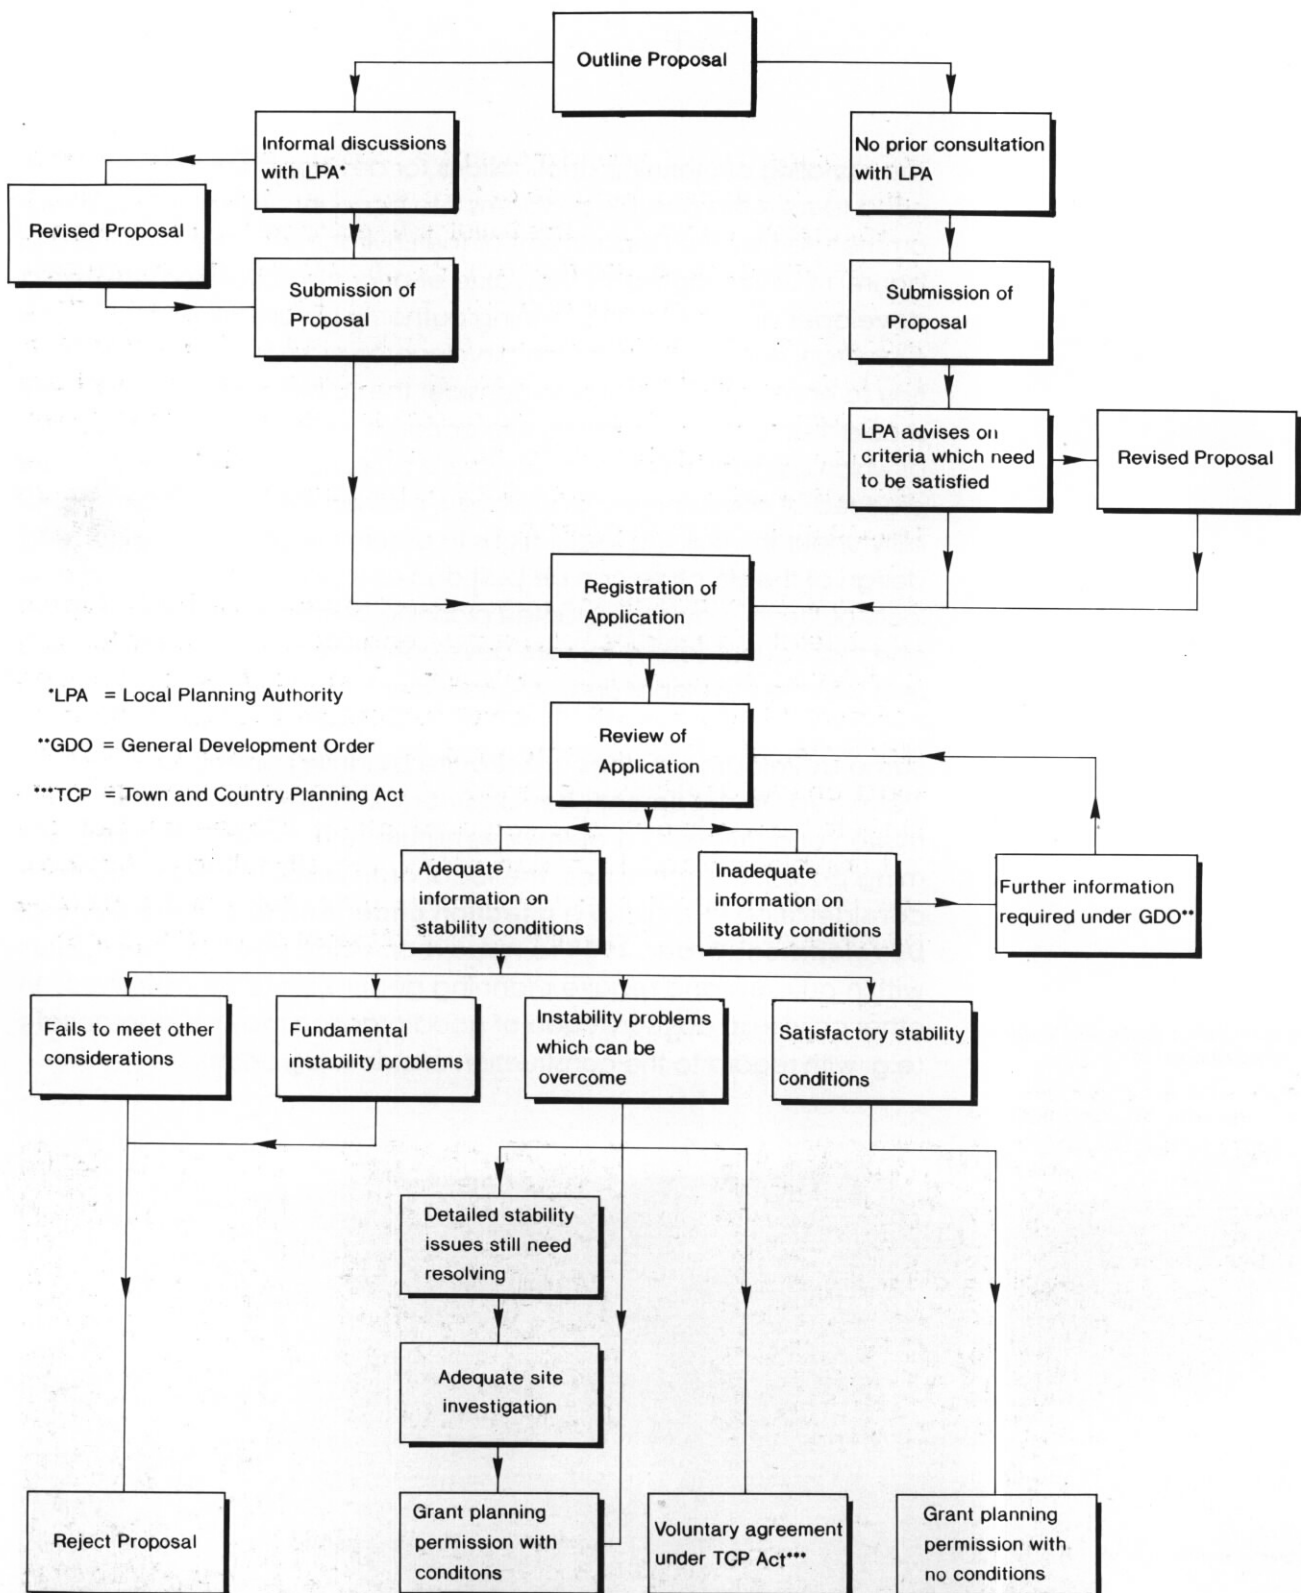 Outline Proposal
Informal discussions
with LPA*
No prior consultation
with LPA
Revised Proposal
Submission of
Proposal
Submission of
Proposal
LPA advises on
criteria which need
to be satisfied
Revised Proposal
Registration of
Application
*LPA = Local Planning Authority
**GDO = General Development Order
***TCP = Town and Country Planning Act
Review of
Application
Adequate
information on
stability conditions
Inadequate
information on
stability conditions
Further information
required under GDO**
Fails to meet other
considerations
Fundamental
instability problems
Instability problems
which can be
overcome
Satisfactory stability
conditions
Detailed stability
issues still need
resolving
Adequate site
investigation
Reject Proposal
Grant planning
permission with
conditons
Voluntary agreement
under TCP Act***
Grant planning
permission with
no conditions